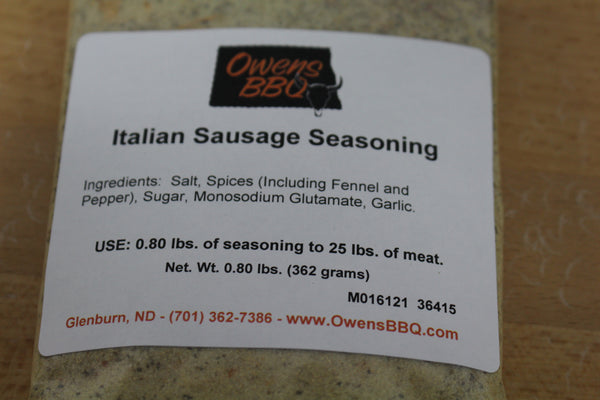 Owens
BBQ
Italian Sausage Seasoning
Ingredients: Salt, Spices (Including Fennel and
Pepper), Sugar, Monosodium Glutamate, Garlic.
USE: 0.80 lbs. of seasoning to 25 lbs. of meat.
Net. Wt. 0.80 lbs. (362 grams)
M016121 36415
Glenburn, ND - (701) 362-7386 - www.OwensBBQ.com